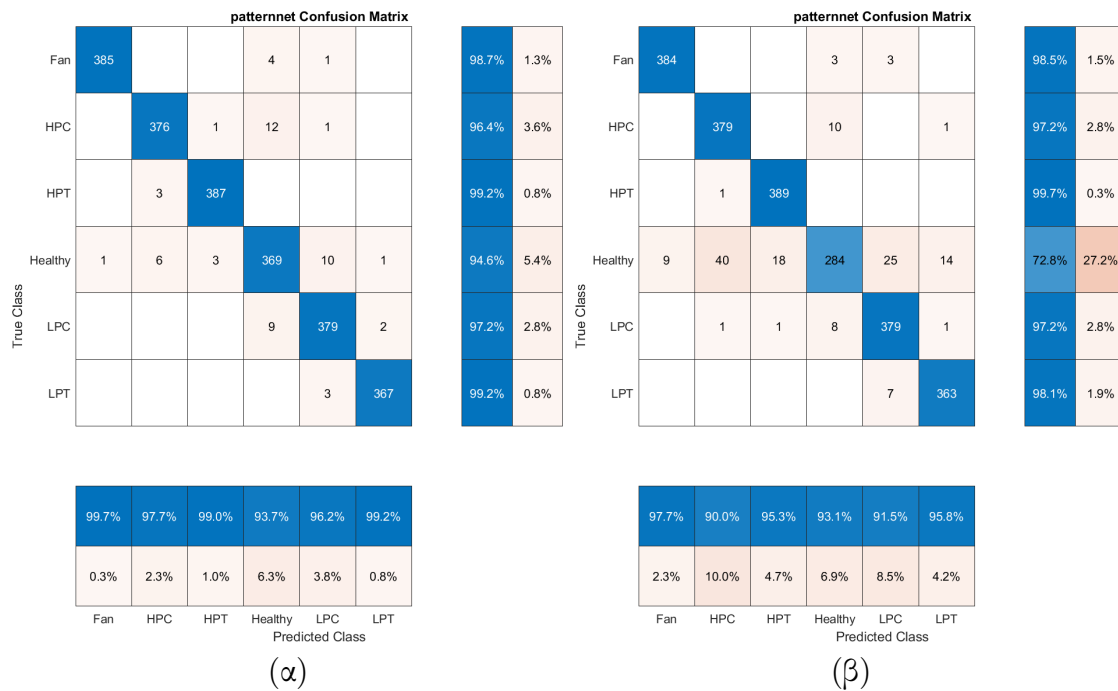 patternnet Confusion Matrix
Fan 385 4 1 98.7% 1.3%
HPC 376 1 12 1 96.4% 3.6%
HPT 3 387 99.2% 0.8%
Healthy 1 6 3 369 10 1 94.6% 5.4%
LPC 9 379 2 97.2% 2.8%
LPT 3 367 99.2% 0.8%
True Class
99.7% 97.7% 99.0% 93.7% 96.2% 99.2%
0.3% 2.3% 1.0% 6.3% 3.8% 0.8%
Fan HPC HPT Healthy LPC LPT
Predicted Class
(α)
patternnet Confusion Matrix
Fan 384 3 3 98.5% 1.5%
HPC 379 10 1 97.2% 2.8%
HPT 1 389 99.7% 0.3%
Healthy 9 40 18 284 25 14 72.8% 27.2%
LPC 1 1 8 379 1 97.2% 2.8%
LPT 7 363 98.1% 1.9%
True Class
97.7% 90.0% 95.3% 93.1% 91.5% 95.8%
2.3% 10.0% 4.7% 6.9% 8.5% 4.2%
Fan HPC HPT Healthy LPC LPT
Predicted Class
(β)